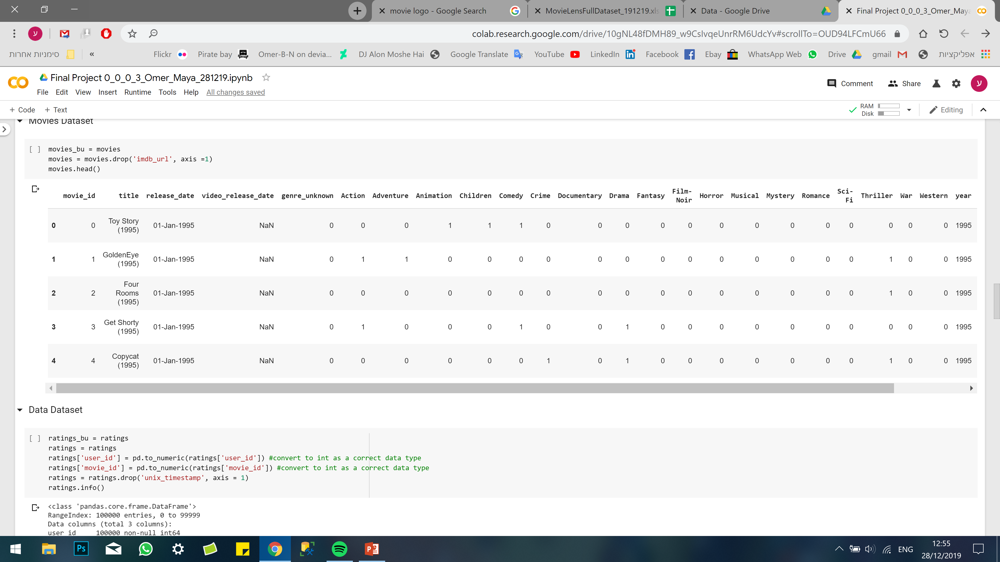 movie logo - Google Search
MovieLensFullDataset_191219.xls
Data - Google Drive
Final Project 0_0_0_3_Omer_Maya
ע
colab.research.google.com/drive/10gNL48fDMH89_w9CsIvqeUnrRM6UdcYv#scrollTo=OUD94LFCmU66
סימניות אחרות
«
Flickr
Pirate bay
Omer-B-N on devia...
DJ Alon Moshe Hai
Google Translate
YouTube
LinkedIn
Facebook
Ebay
WhatsApp Web
Drive
gmail
אפליקציות
Final Project 0_0_0_3_Omer_Maya_281219.ipynb
File Edit View Insert Runtime Tools Help All changes saved
Comment Share ע
+ Code + Text
RAM
Disk
Editing
Movies Dataset
[ ] movies_bu = movies
movies = movies.drop('imdb_url', axis =1)
movies.head()
movie_id title release_date video_release_date genre_unknown Action Adventure Animation Children Comedy Crime Documentary Drama Fantasy Film-Noir Horror Musical Mystery Romance Sci-Fi Thriller War Western year
0 0 Toy Story (1995) 01-Jan-1995 NaN 0 0 0 1 1 1 0 0 0 0 0 0 0 0 0 0 0 0 0 1995
1 1 GoldenEye (1995) 01-Jan-1995 NaN 0 1 1 0 0 0 0 0 0 0 0 0 0 0 0 0 1 0 0 1995
2 2 Four Rooms (1995) 01-Jan-1995 NaN 0 0 0 0 0 0 0 0 0 0 0 0 0 0 0 0 1 0 0 1995
3 3 Get Shorty (1995) 01-Jan-1995 NaN 0 1 0 0 0 1 0 0 1 0 0 0 0 0 0 0 0 0 0 1995
4 4 Copycat (1995) 01-Jan-1995 NaN 0 0 0 0 0 0 1 0 1 0 0 0 0 0 0 0 1 0 0 1995
Data Dataset
[ ] ratings_bu = ratings
ratings = ratings
ratings['user_id'] = pd.to_numeric(ratings['user_id']) #convert to int as a correct data type
ratings['movie_id'] = pd.to_numeric(ratings['movie_id']) #convert to int as a correct data type
ratings = ratings.drop('unix_timestamp', axis = 1)
ratings.info()
<class 'pandas.core.frame.DataFrame'>
RangeIndex: 100000 entries, 0 to 99999
Data columns (total 3 columns):
user_id 100000 non-null int64
Ps
ENG
12:55
28/12/2019